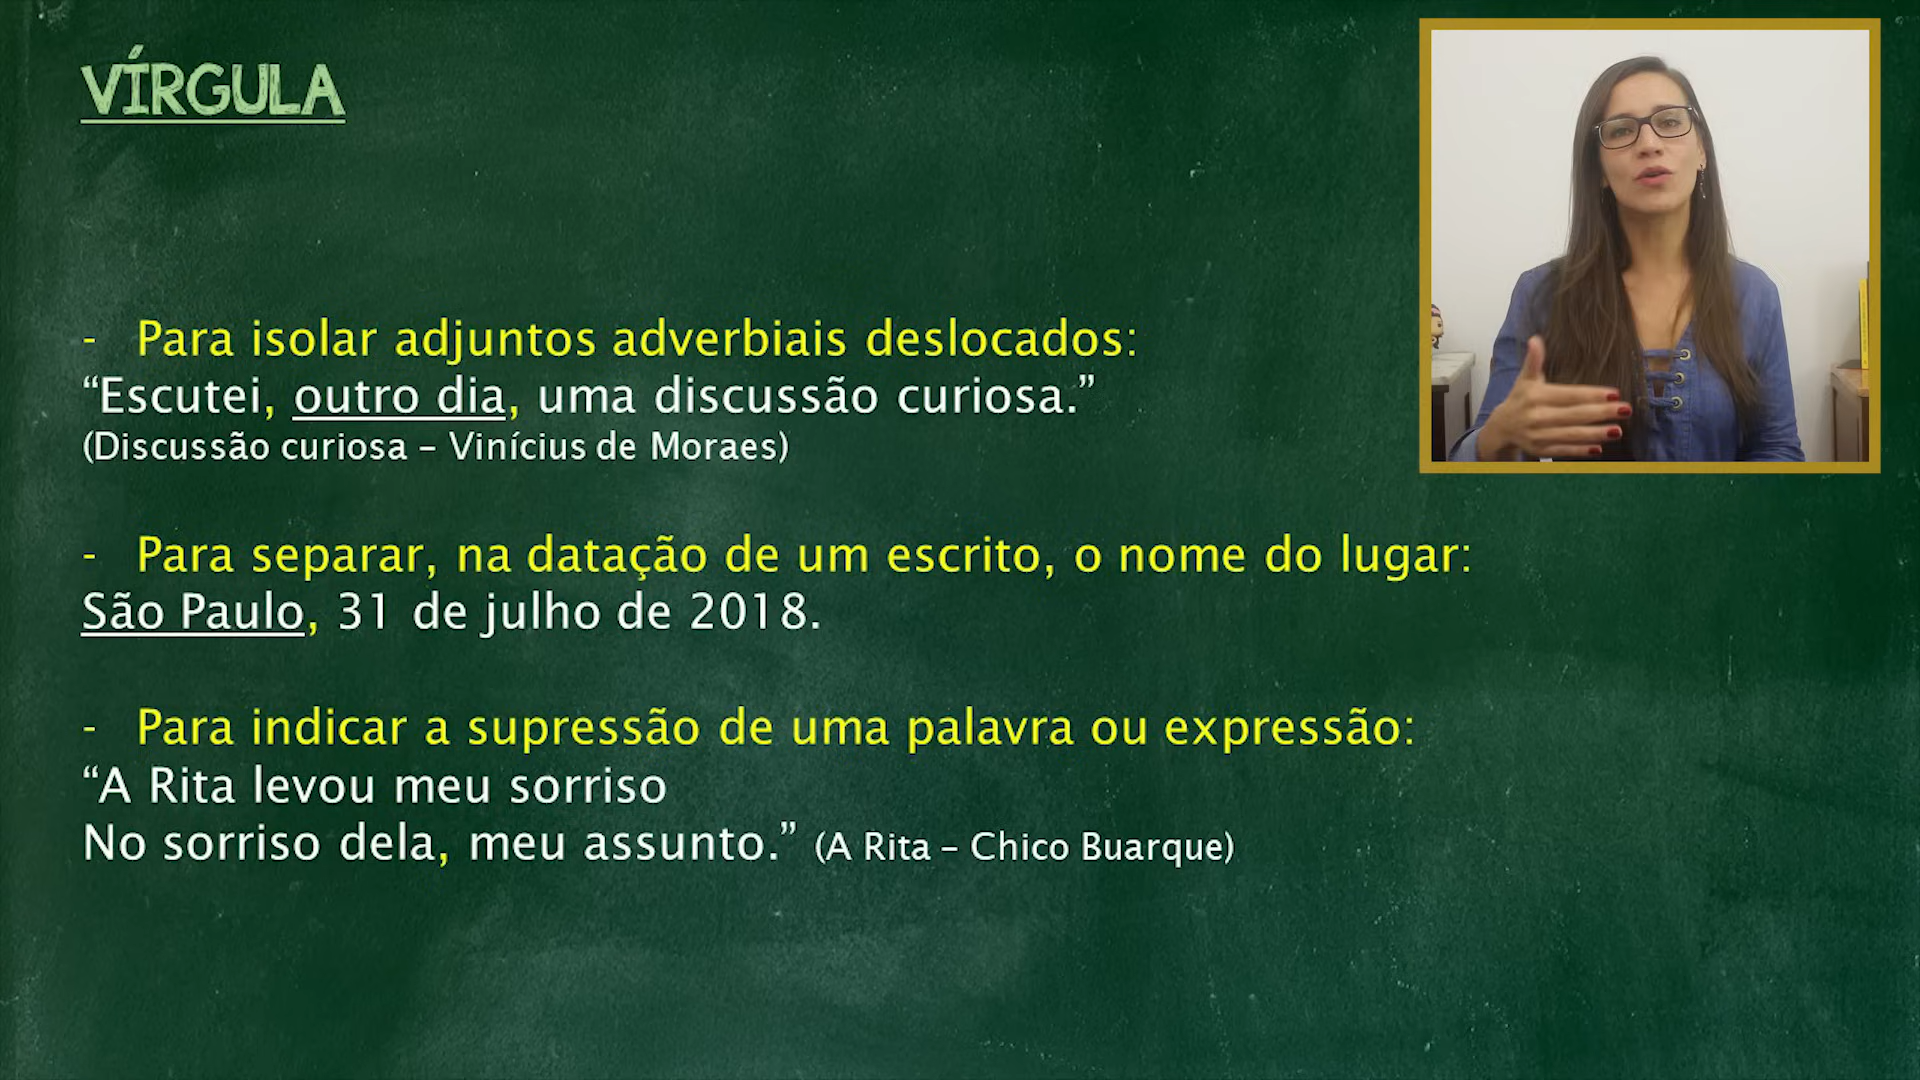 VÍRGULA
- Para isolar adjuntos adverbiais deslocados:
“Escutei, outro dia, uma discussão curiosa.”
(Discussão curiosa – Vinícius de Moraes)
- Para separar, na datação de um escrito, o nome do lugar:
São Paulo, 31 de julho de 2018.
- Para indicar a supressão de uma palavra ou expressão:
“A Rita levou meu sorriso
No sorriso dela, meu assunto.” (A Rita – Chico Buarque)